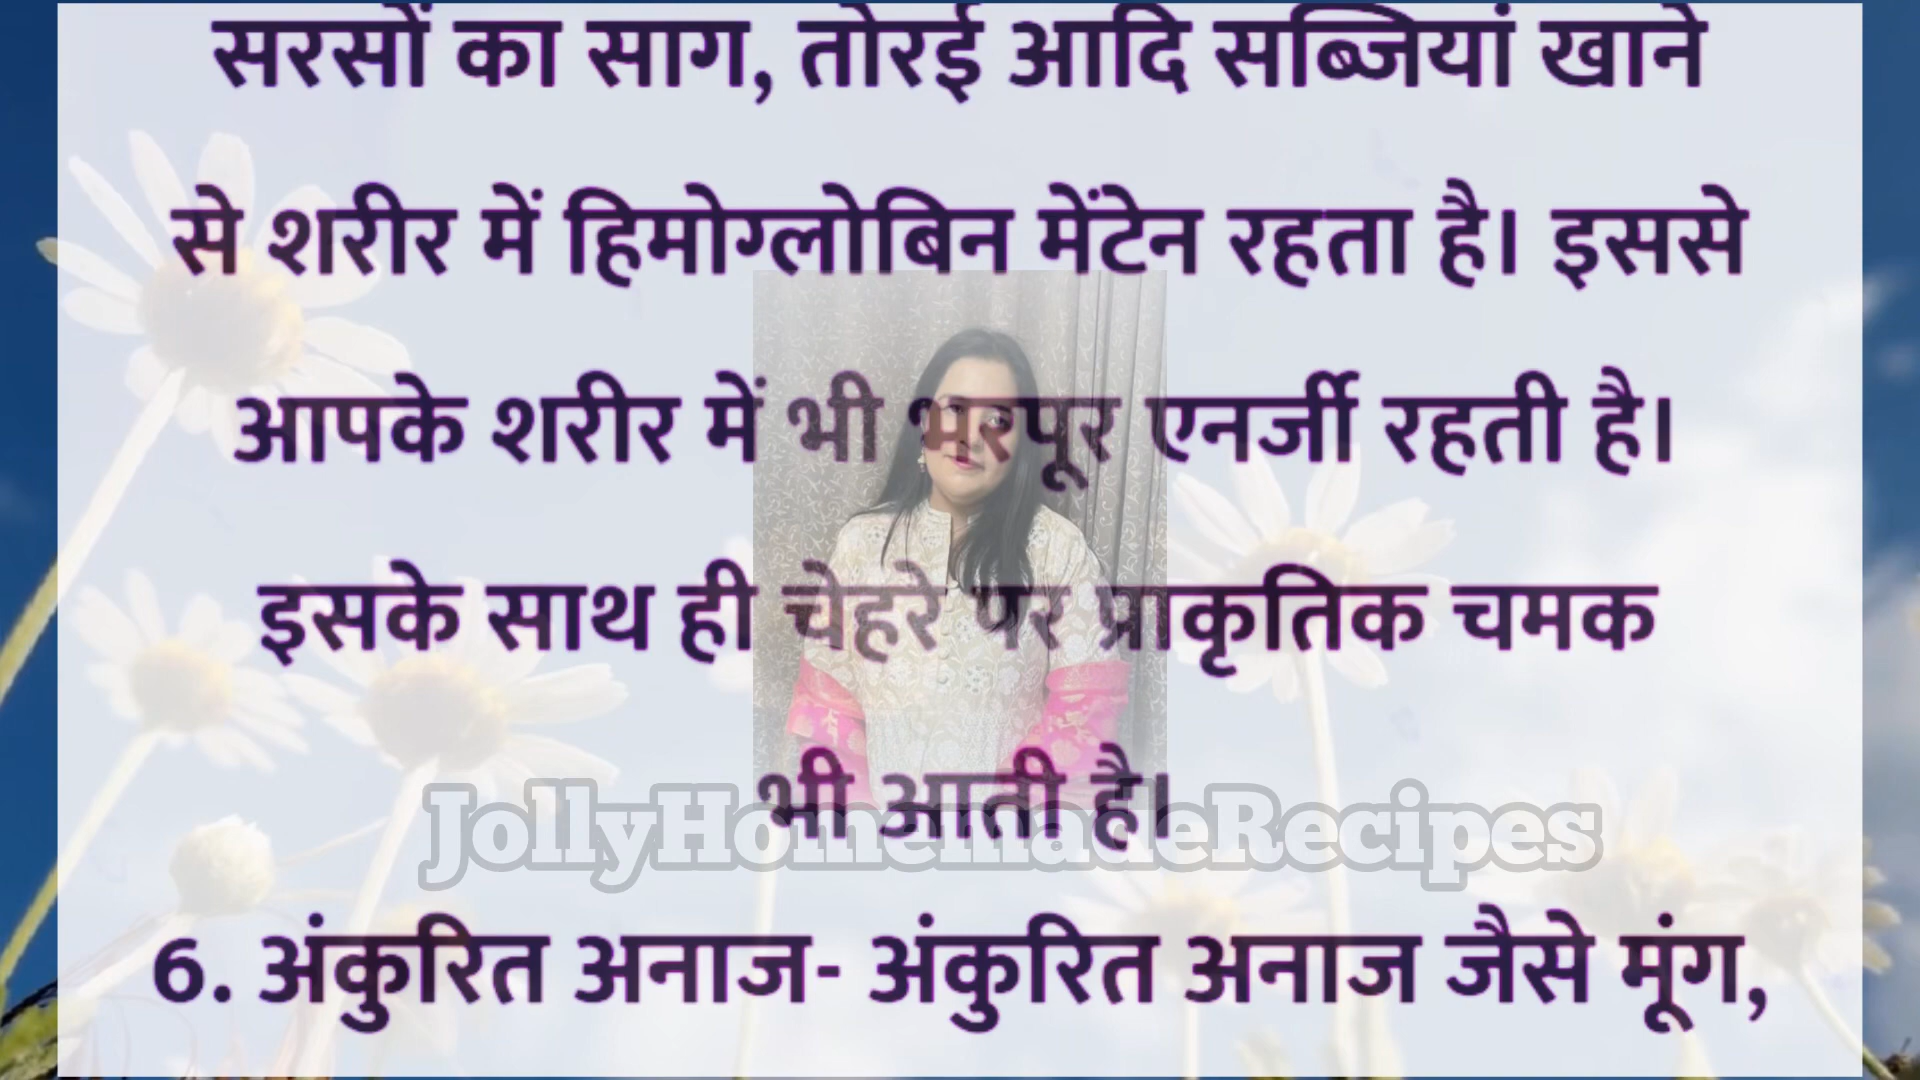 सरसों का साग, तोरई आदि सब्जियां खाने
से शरीर में हिमोग्लोबिन मेंटेन रहता है। इससे
आपके शरीर में भी भरपूर एनर्जी रहती है।
इसके साथ ही चेहरे पर प्राकृतिक चमक
भी आती है।
JollyHomemadeRecipes
6. अंकुरित अनाज- अंकुरित अनाज जैसे मूंग,